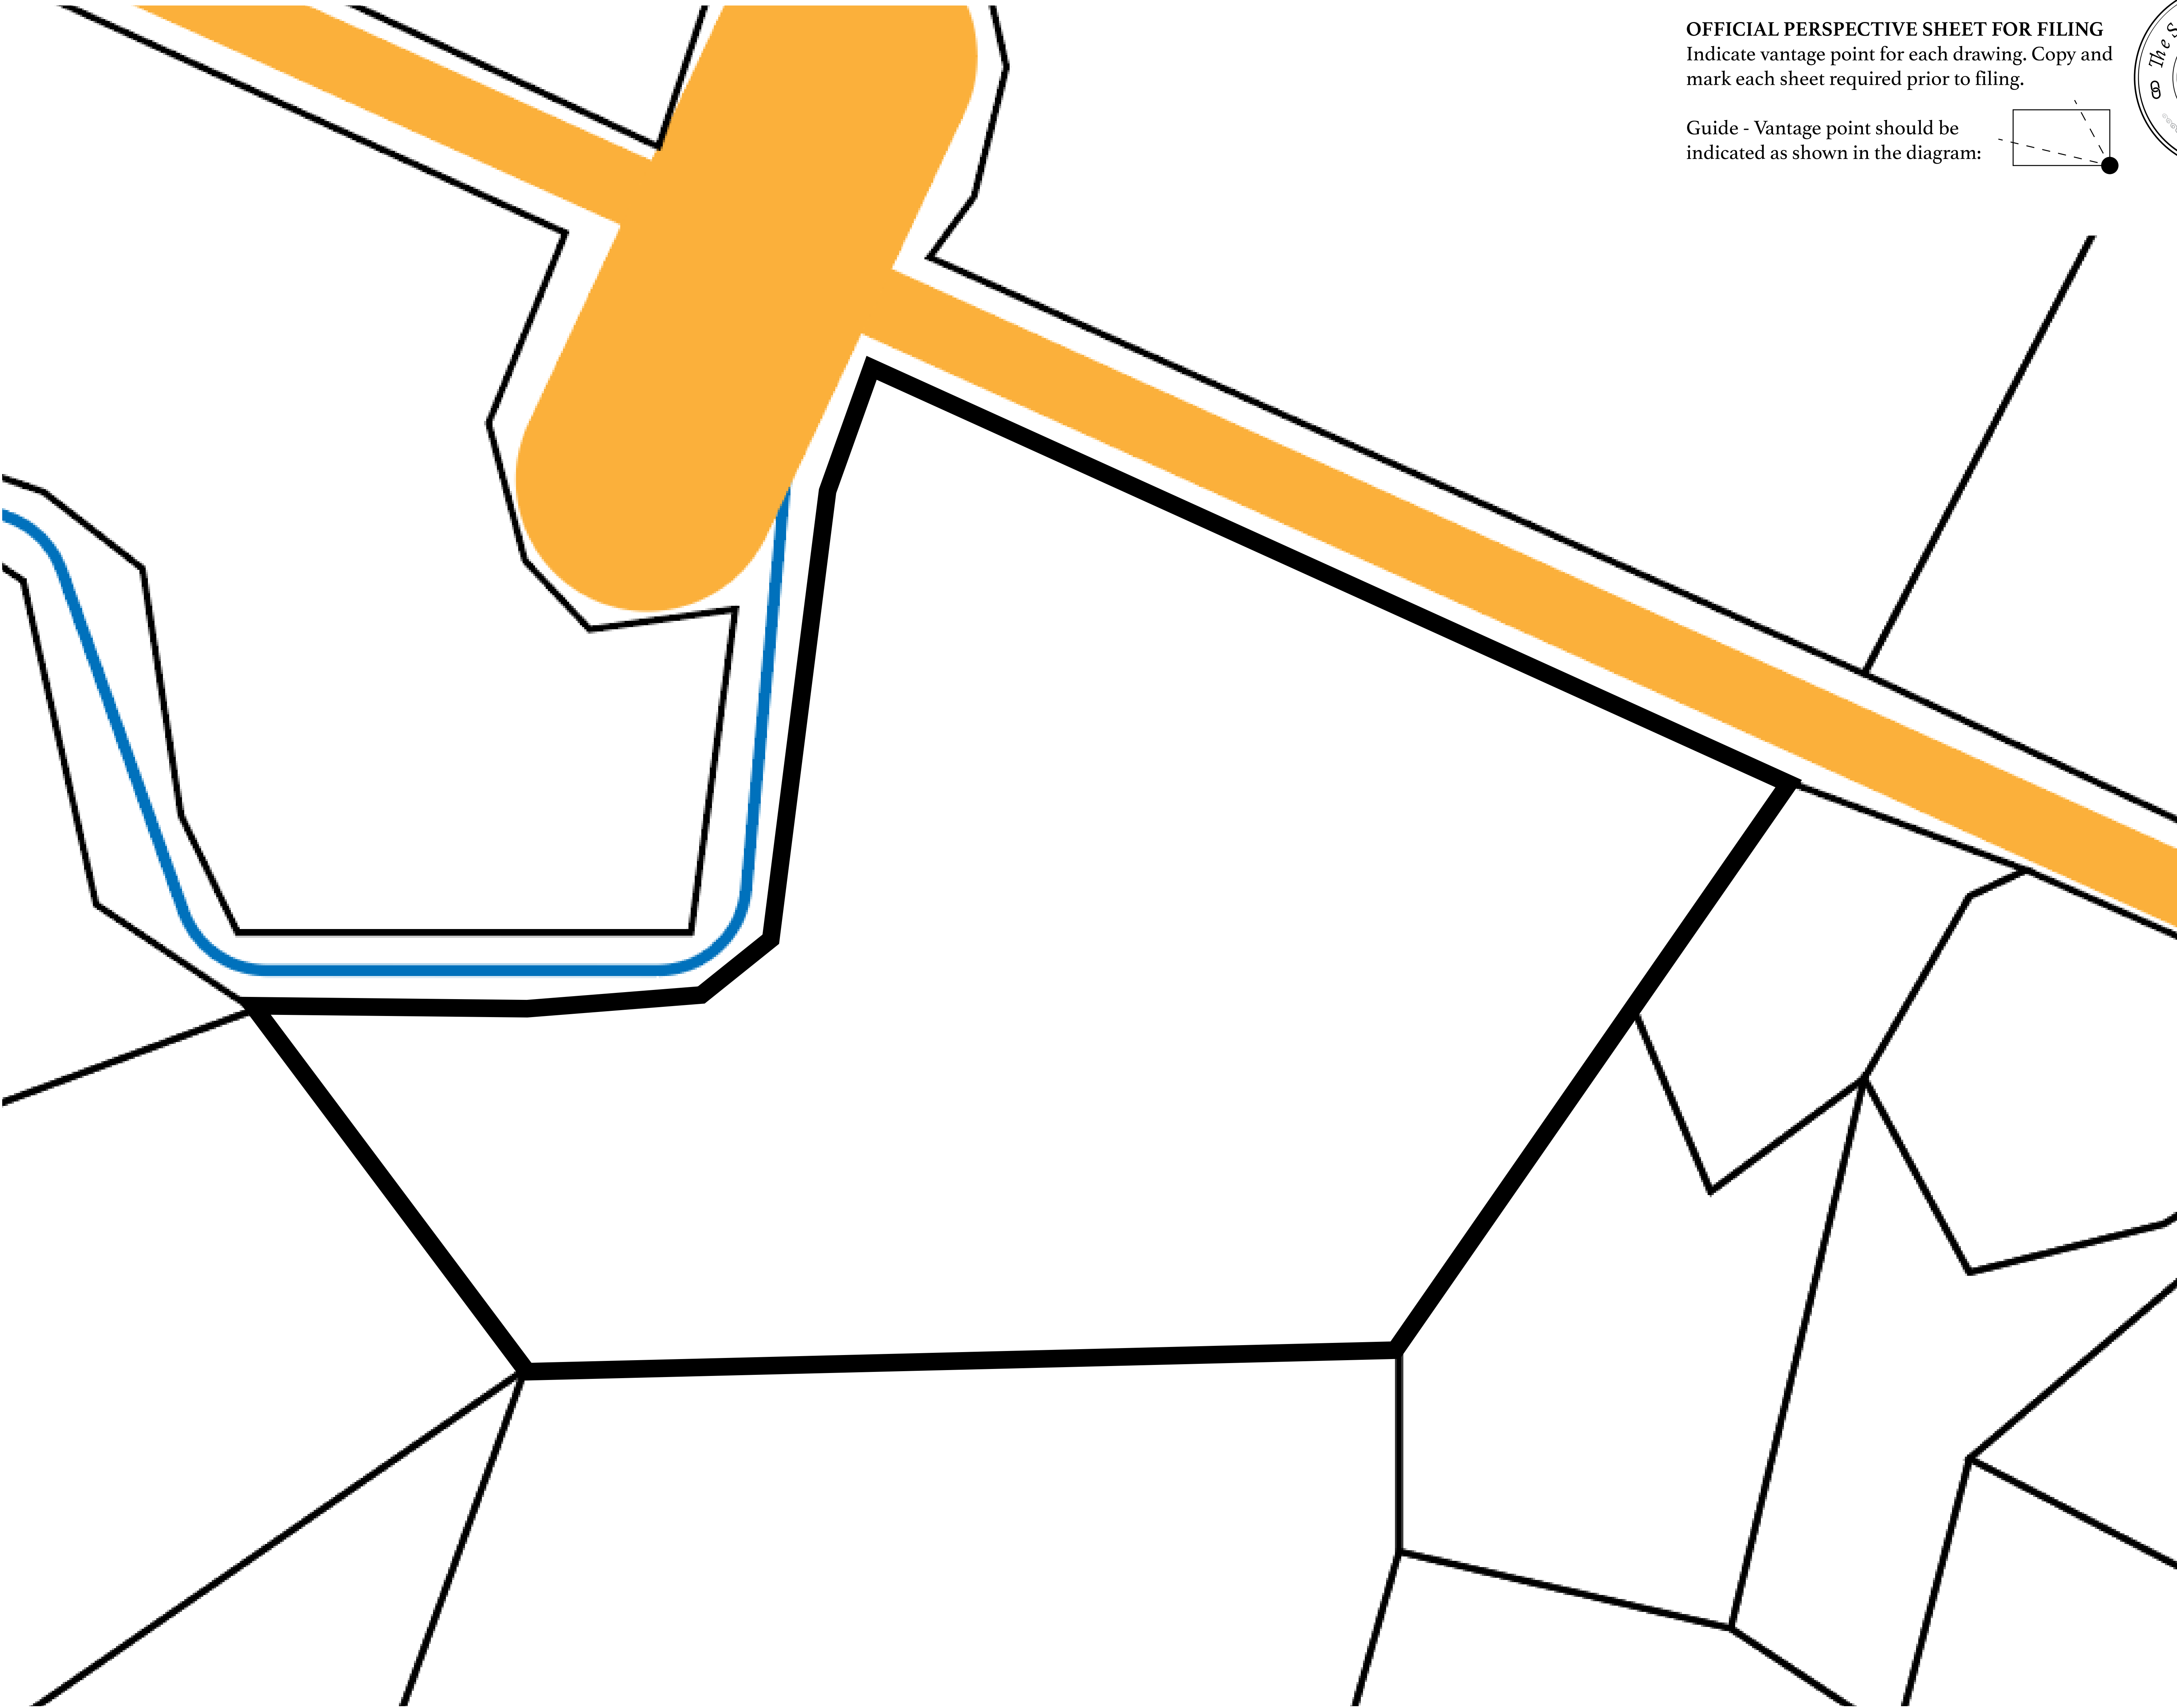 OFFICIAL PERSPECTIVE SHEET FOR FILING
Indicate vantage point for each drawing. Copy and
mark each sheet required prior to filing.
Guide - Vantage point should be
indicated as shown in the diagram:
The S